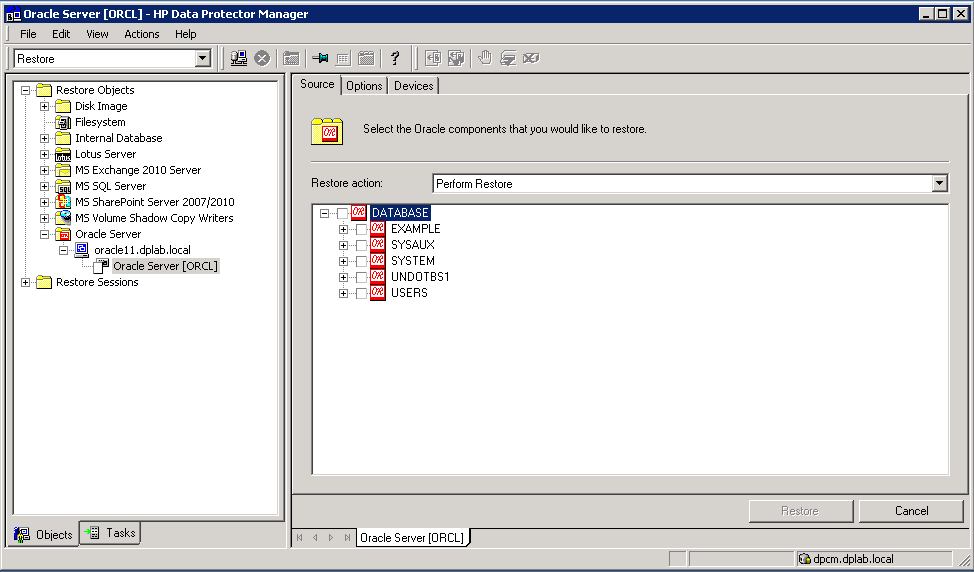 Oracle Server [ORCL] - HP Data Protector Manager
File Edit View Actions Help
Restore
Restore Objects
Disk Image
Filesystem
Internal Database
Lotus Server
MS Exchange 2010 Server
MS SQL Server
MS SharePoint Server 2007/2010
MS Volume Shadow Copy Writers
Oracle Server
oracle11.dplab.local
Oracle Server [ORCL]
Restore Sessions
Objects
Tasks
Source Options Devices
Select the Oracle components that you would like to restore.
Restore action: Perform Restore
DATABASE
EXAMPLE
SYSAUX
SYSTEM
UNDOTBS1
USERS
Restore Cancel
Oracle Server [ORCL]
dpcm.dplab.local